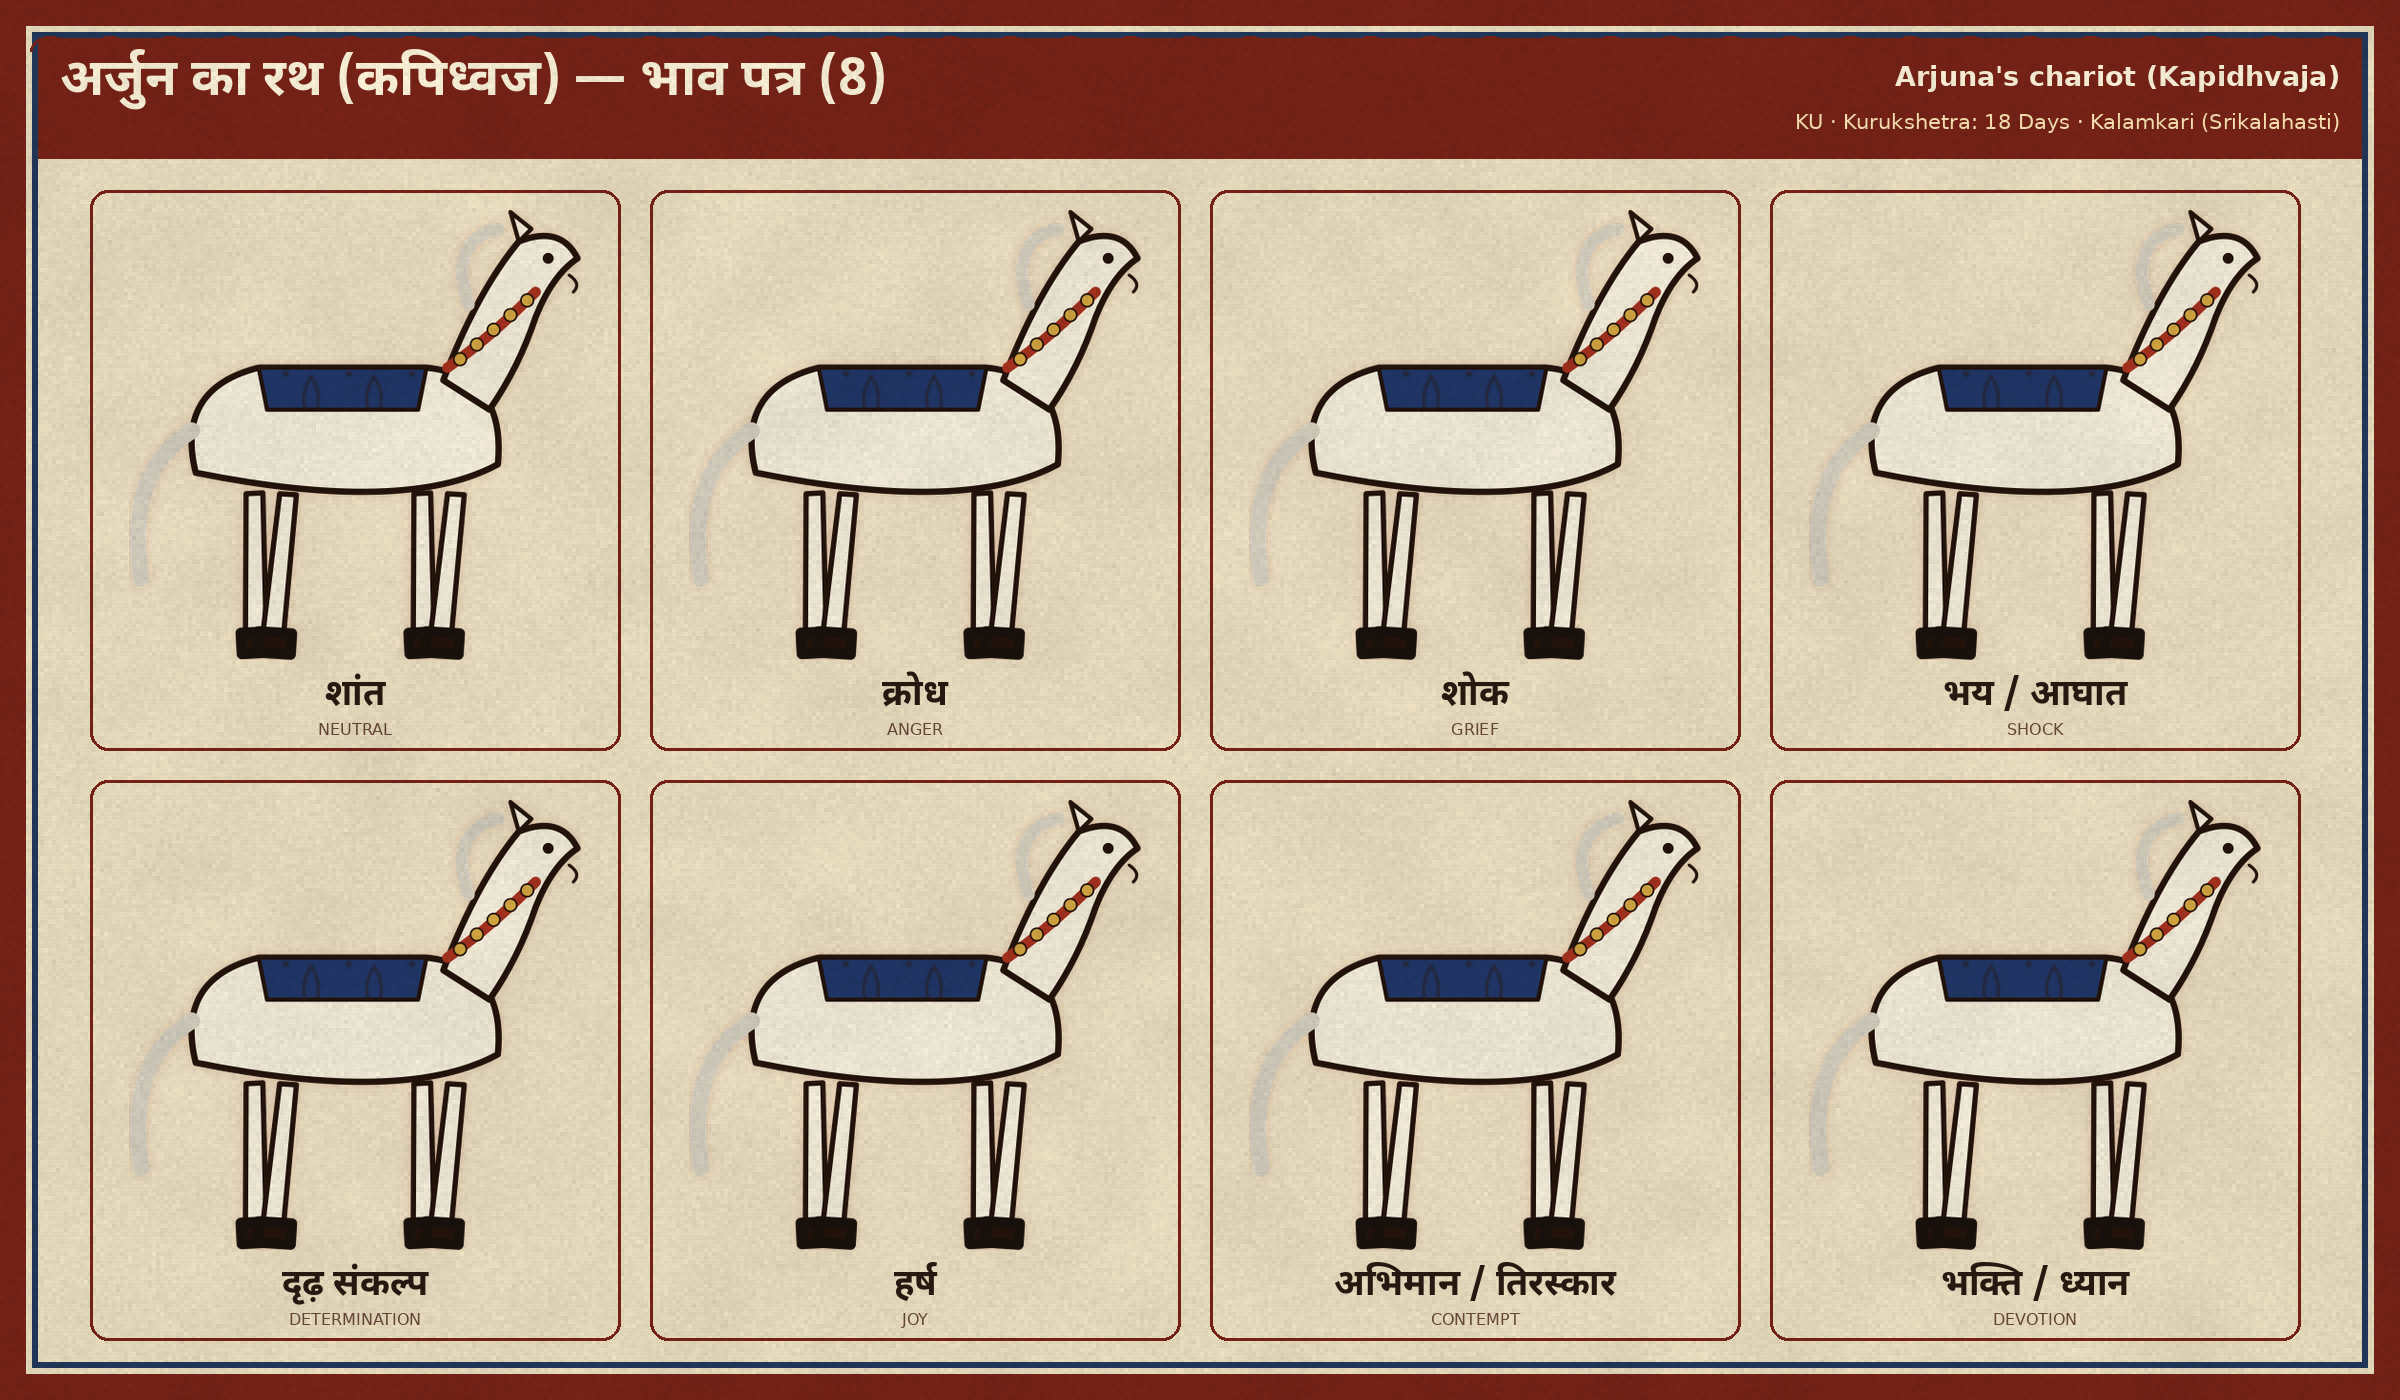 अर्जुन का रथ (कपिध्वज) — भाव पत्र (8)
Arjuna's chariot (Kapidhvaja)
KU · Kurukshetra: 18 Days · Kalamkari (Srikalahasti)
शांत
NEUTRAL
क्रोध
ANGER
शोक
GRIEF
भय / आघात
SHOCK
दृढ़ संकल्प
DETERMINATION
हर्ष
JOY
अभिमान / तिरस्कार
CONTEMPT
भक्ति / ध्यान
DEVOTION